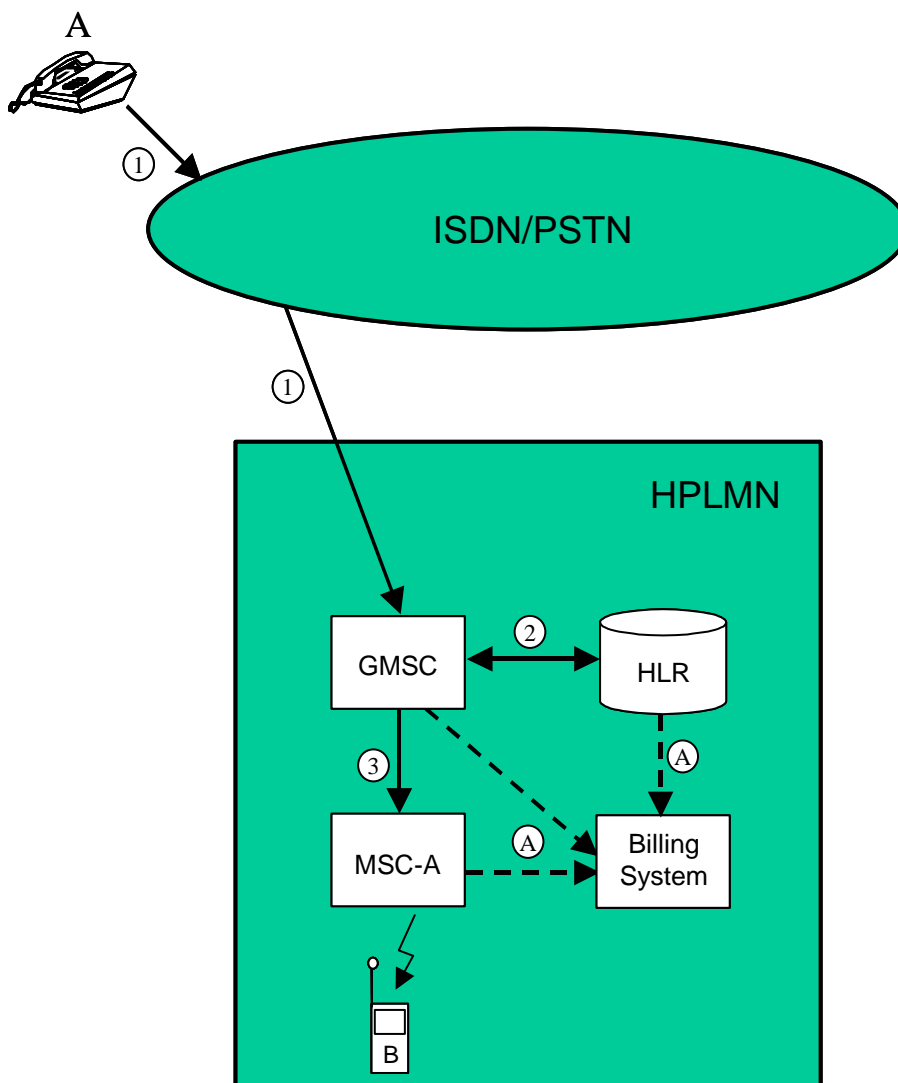 A
1
ISDN/PSTN
1
HPLMN
GMSC
2
HLR
3
A
MSC-A
A
Billing
System
B